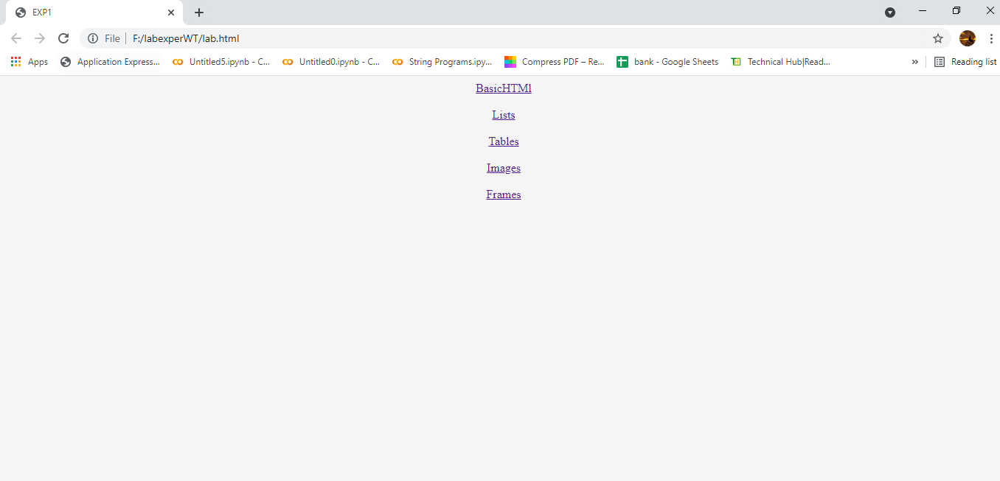 EXP1
File F:/labexperWT/lab.html
Apps Application Express... Untitled5.ipynb - C... Untitled0.ipynb - C... String Programs.ipy... Compress PDF – Re... bank - Google Sheets Technical Hub|Read... » Reading list
BasicHTMl
Lists
Tables
Images
Frames